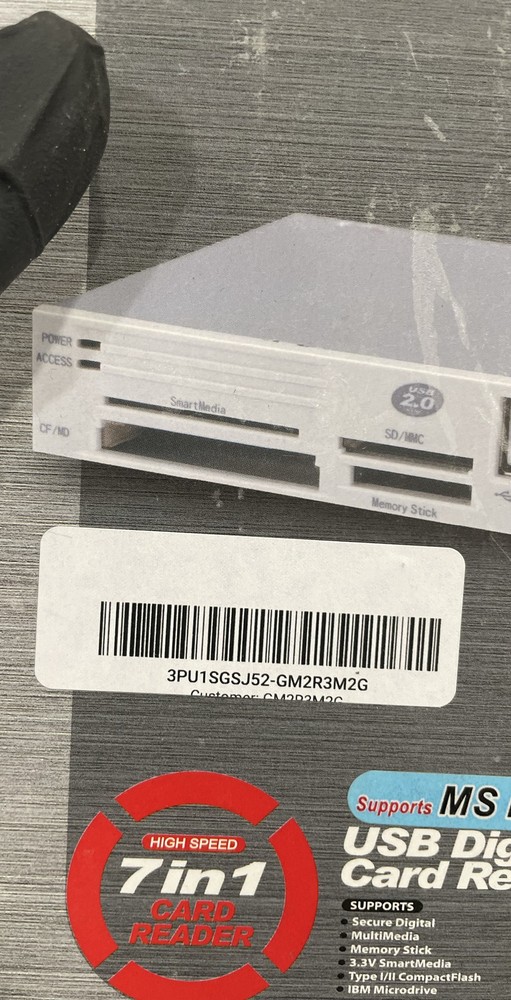 POWER
ACCESS
SmartMedia
CF/MD
USB
2.0
SD/MMC
Memory Stick
3PU1SGSJ52-GM2R3M2G
Customer: GM2R3M2G
HIGH SPEED
7in1
CARD
READER
Supports MS
USB Dig
Card Re
SUPPORTS
• Secure Digital
• MultiMedia
• Memory Stick
• 3.3V SmartMedia
• Type I/II CompactFlash
• IBM Microdrive